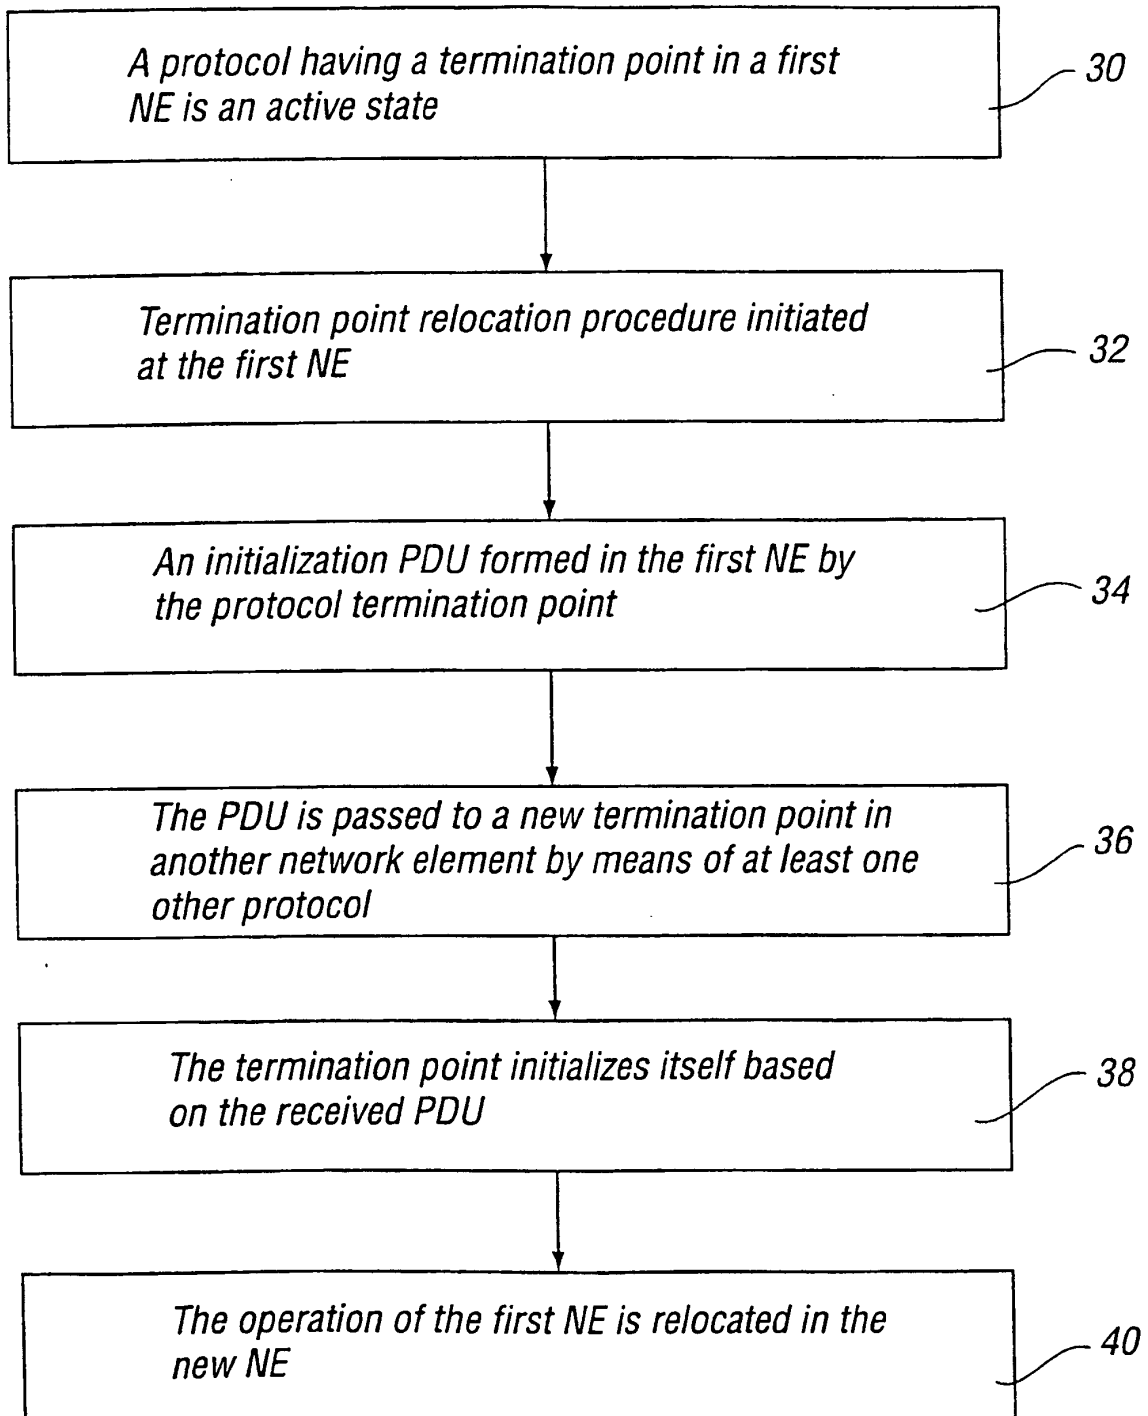 A protocol having a termination point in a first
NE is an active state
30
Termination point relocation procedure initiated
at the first NE
32
An initialization PDU formed in the first NE by
the protocol termination point
34
The PDU is passed to a new termination point in
another network element by means of at least one
other protocol
36
The termination point initializes itself based
on the received PDU
38
The operation of the first NE is relocated in the
new NE
40